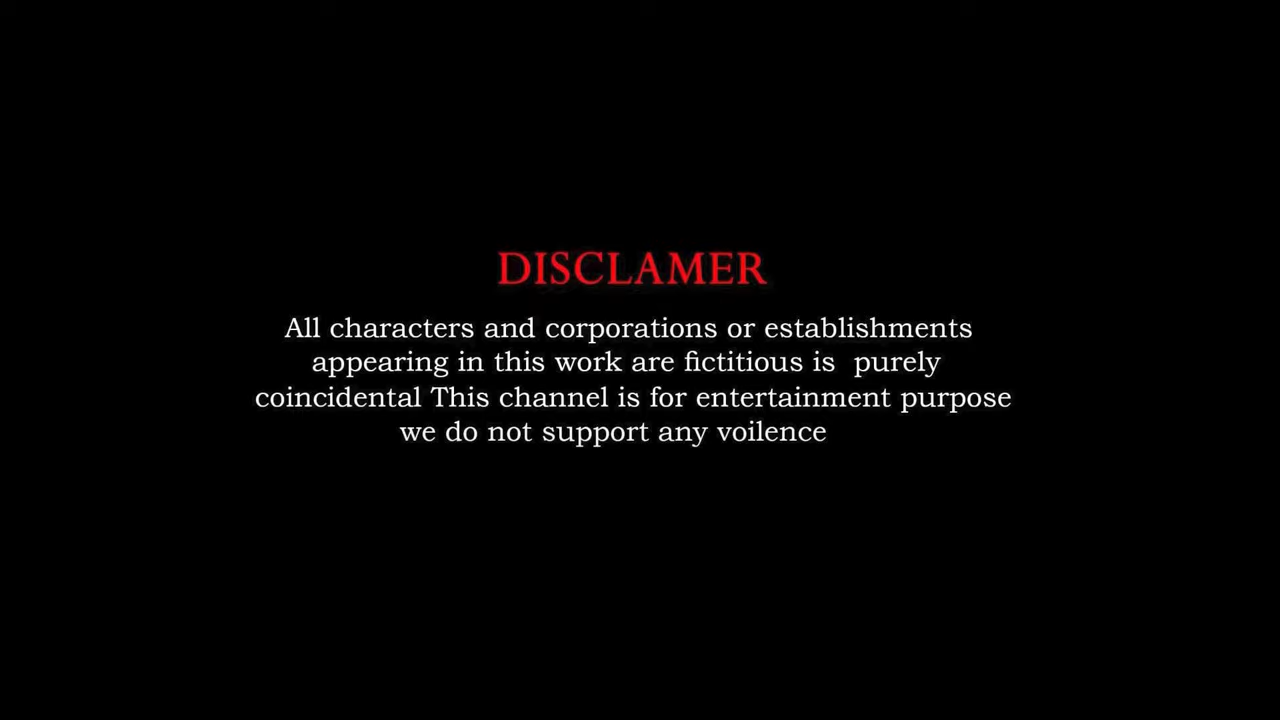 DISCLAMER
All characters and corporations or establishments
appearing in this work are fictitious is  purely
coincidental This channel is for entertainment purpose
we do not support any voilence